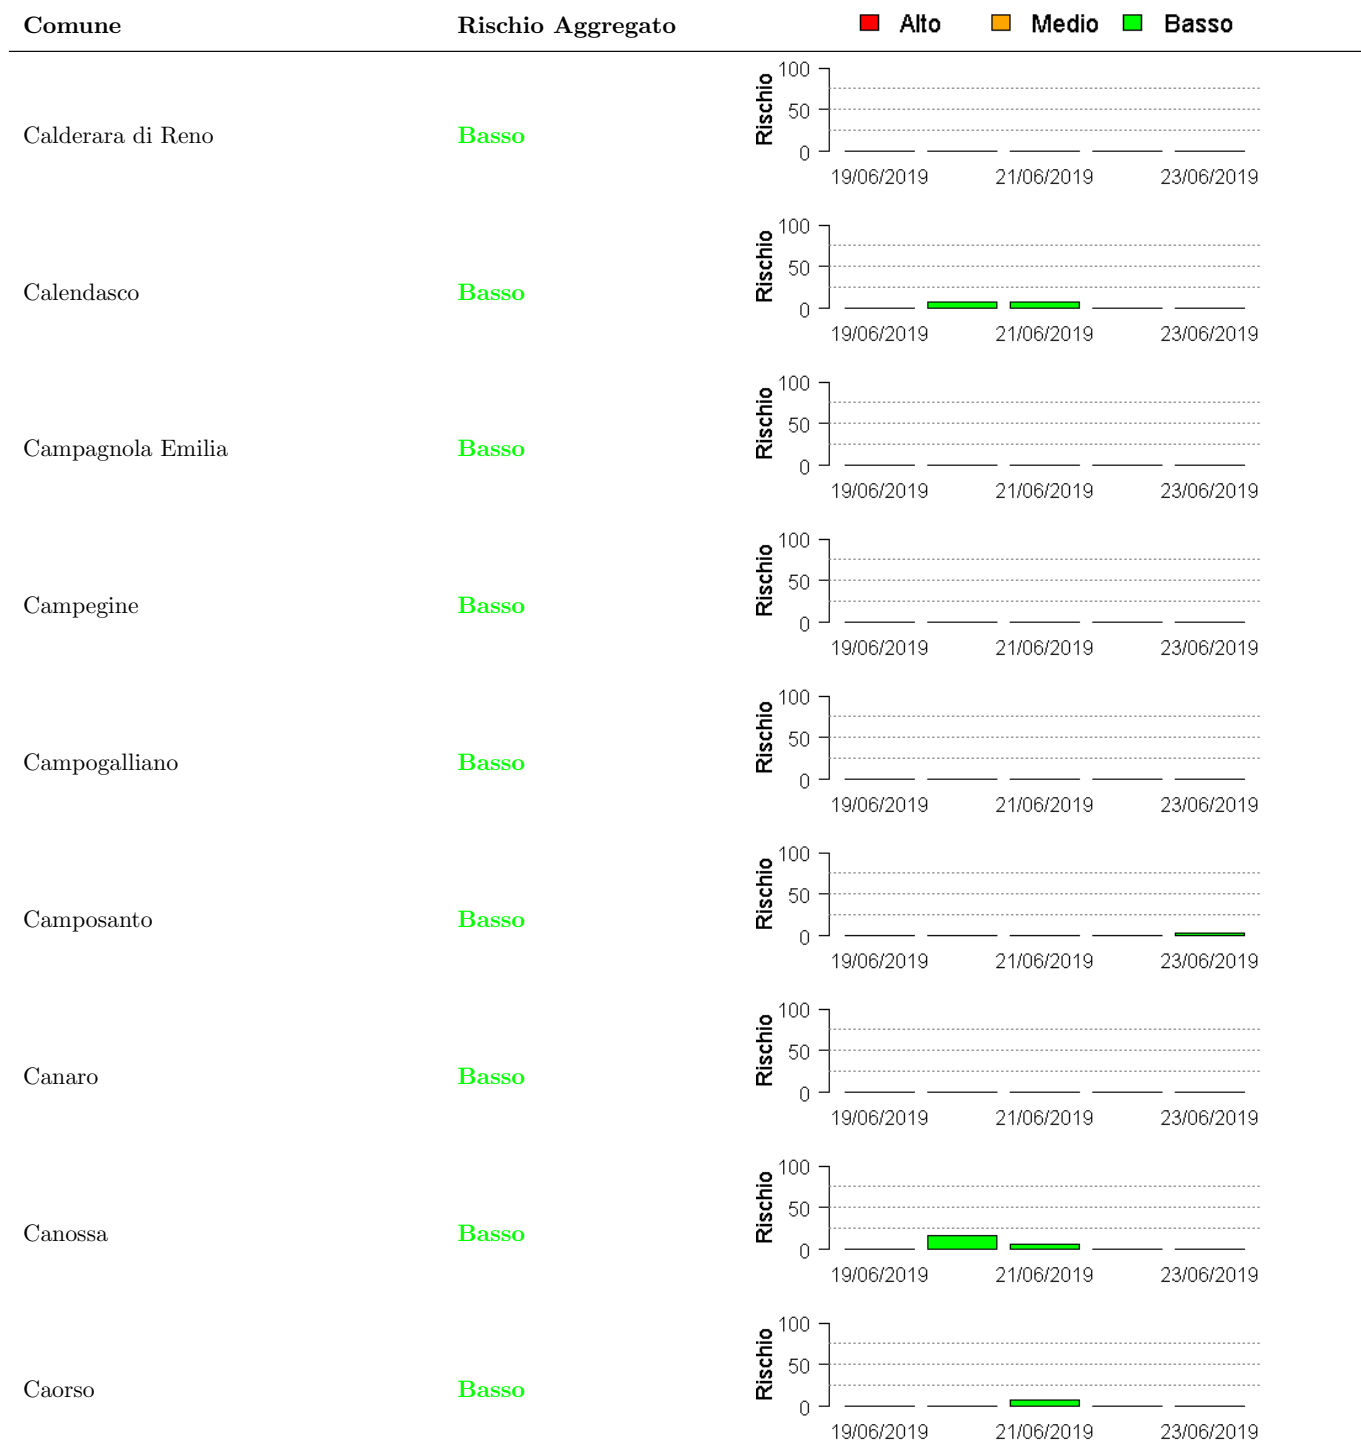 Comune Rischio Aggregato Alto Medio Basso
Calderara di Reno Basso Rischio 100 50 0
19/06/2019 21/06/2019 23/06/2019
Calendasco Basso Rischio 100 50 0
19/06/2019 21/06/2019 23/06/2019
Campagnola Emilia Basso Rischio 100 50 0
19/06/2019 21/06/2019 23/06/2019
Campegine Basso Rischio 100 50 0
19/06/2019 21/06/2019 23/06/2019
Campogalliano Basso Rischio 100 50 0
19/06/2019 21/06/2019 23/06/2019
Camposanto Basso Rischio 100 50 0
19/06/2019 21/06/2019 23/06/2019
Canaro Basso Rischio 100 50 0
19/06/2019 21/06/2019 23/06/2019
Canossa Basso Rischio 100 50 0
19/06/2019 21/06/2019 23/06/2019
Caorso Basso Rischio 100 50 0
19/06/2019 21/06/2019 23/06/2019